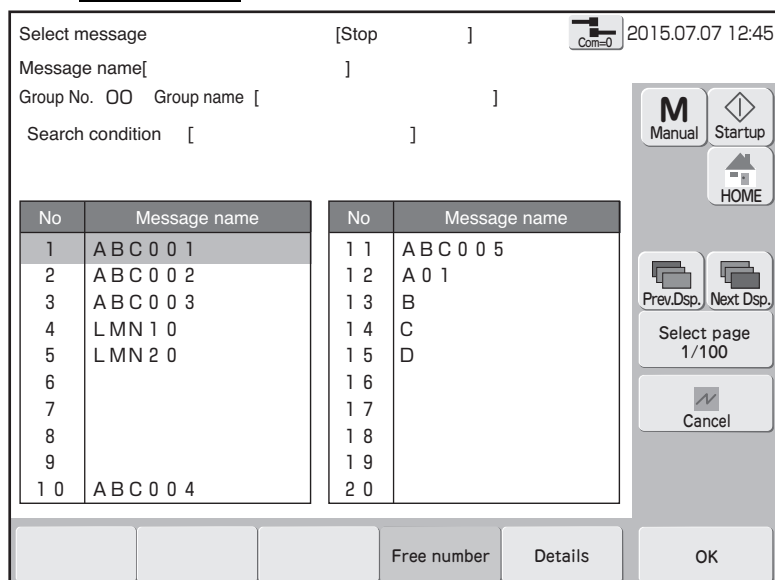 Select message [Stop ] Com=0 2015.07.07 12:45
Message name[ ]
Group No. 00 Group name [ ]
Search condition [ ]
M
Manual
Startup
HOME
No Message name No Message name
1 ABC001 11 ABC005
2 ABC002 12 A01
3 ABC003 13 B
4 LMN10 14 C
5 LMN20 15 D
6 16
7 17
8 18
9 19
10 ABC004 20
Prev.Dsp. Next Dsp.
Select page
1/100
Cancel
Free number Details OK